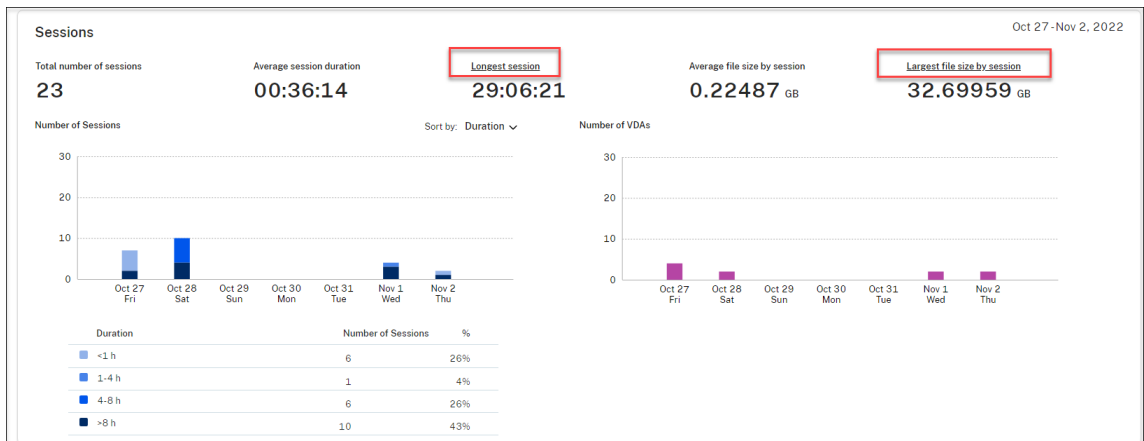 Sessions
Oct 27-Nov 2, 2022
Total number of sessions
23
Average session duration
00:36:14
Longest session
29:06:21
Average file size by session
0.22487 GB
Largest file size by session
32.69959 GB
Number of Sessions
Sort by: Duration
30
20
10
0
Oct 27 Oct 28 Oct 29 Oct 30 Oct 31 Nov 1 Nov 2
Fri Sat Sun Mon Tue Wed Thu
Number of VDAs
30
20
10
0
Oct 27 Oct 28 Oct 29 Oct 30 Oct 31 Nov 1 Nov 2
Fri Sat Sun Mon Tue Wed Thu
Duration Number of Sessions %
<1 h 6 26%
1-4 h 1 4%
4-8 h 6 26%
>8 h 10 43%